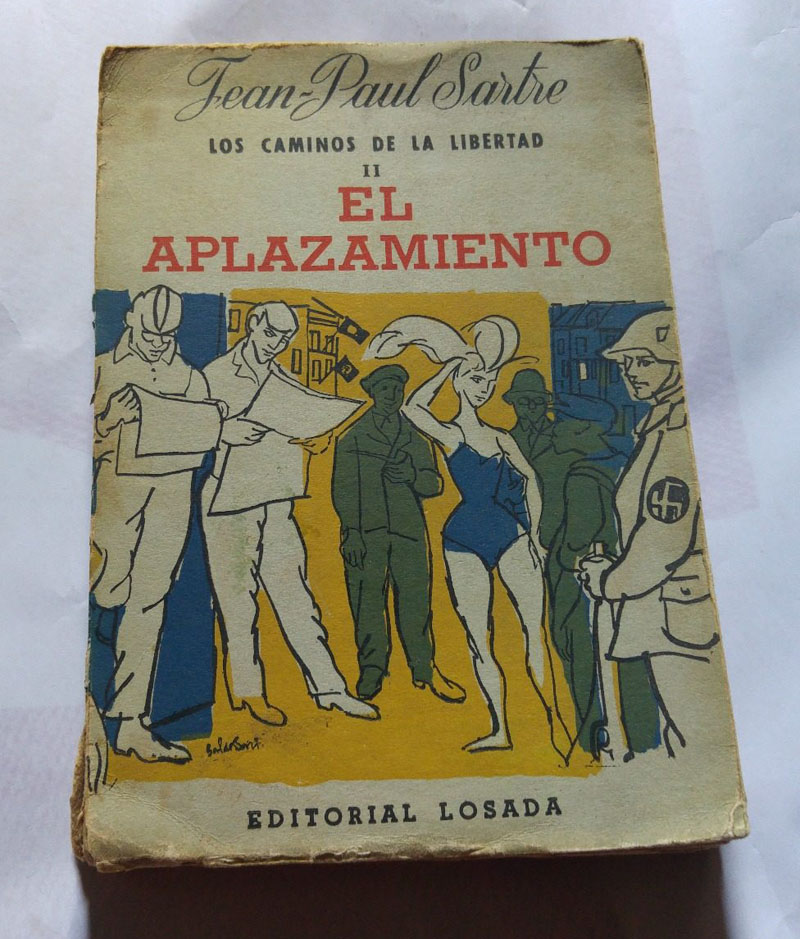 Jean-Paul Sartre
LOS CAMINOS DE LA LIBERTAD
II
EL
APLAZAMIENTO
EDITORIAL LOSADA